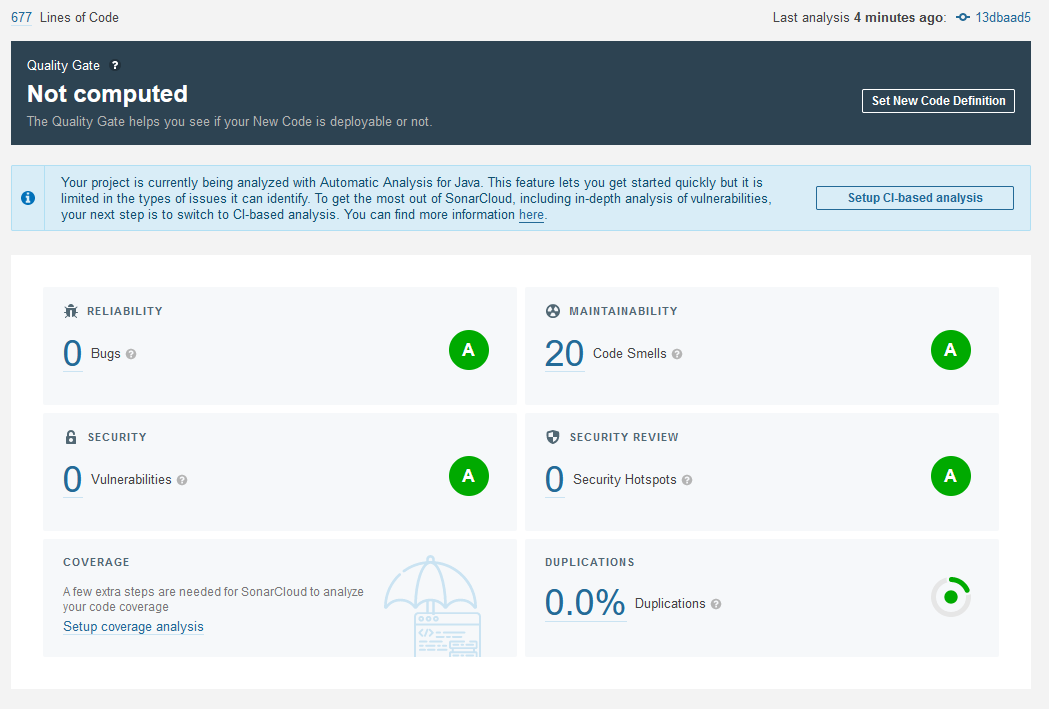 677 Lines of Code
Last analysis 4 minutes ago: 13dbaad5
Quality Gate ?
Not computed
The Quality Gate helps you see if your New Code is deployable or not.
Set New Code Definition
Your project is currently being analyzed with Automatic Analysis for Java. This feature lets you get started quickly but it is
limited in the types of issues it can identify. To get the most out of SonarCloud, including in-depth analysis of vulnerabilities,
your next step is to switch to CI-based analysis. You can find more information here.
Setup CI-based analysis
RELIABILITY
0 Bugs ?
A
MAINTAINABILITY
20 Code Smells ?
A
SECURITY
0 Vulnerabilities ?
A
SECURITY REVIEW
0 Security Hotspots ?
A
COVERAGE
A few extra steps are needed for SonarCloud to analyze
your code coverage
Setup coverage analysis
</>
DUPLICATIONS
0.0% Duplications ?